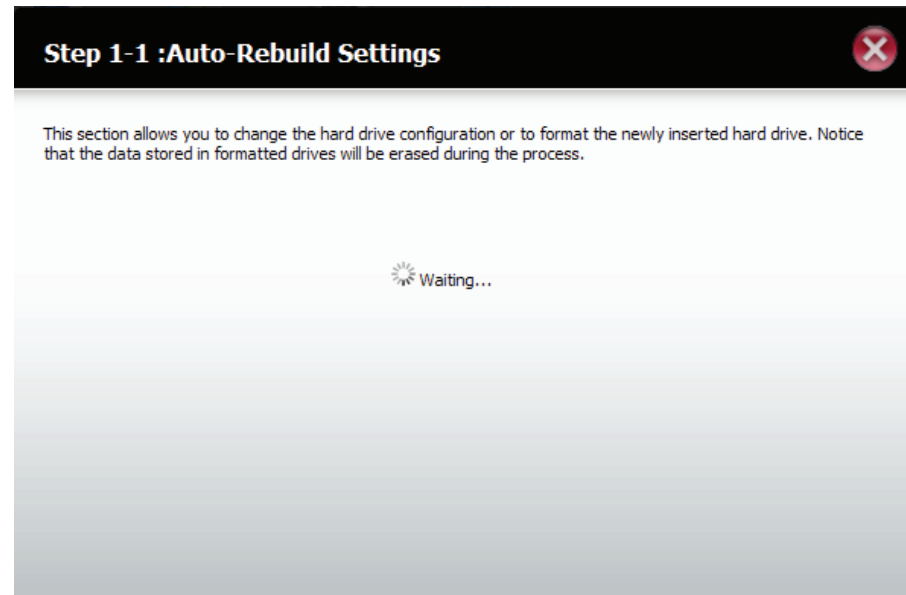 Step 1-1 :Auto-Rebuild Settings
This section allows you to change the hard drive configuration or to format the newly inserted hard drive. Notice
that the data stored in formatted drives will be erased during the process.
Waiting...